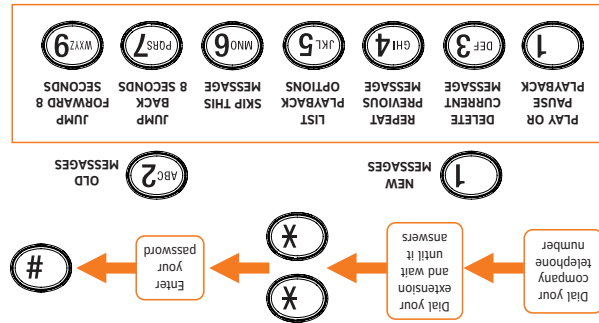 Dial your
company
telephone
number
Dial your
extension
and wait
until it
answers
*
*
Enter
your
password
#
1
NEW
MESSAGES
ABC 2
OLD
MESSAGES
PLAY OR
PAUSE
PLAYBACK
1
DELETE
CURRENT
MESSAGE
DEF 3
REPEAT
PREVIOUS
MESSAGE
GHI 4
LIST
PLAYBACK
OPTIONS
JKL 5
SKIP THIS
MESSAGE
MNO 6
JUMP
BACK
8 SECONDS
PQRS 7
JUMP
FORWARD 8
SECONDS
WXYZ 9